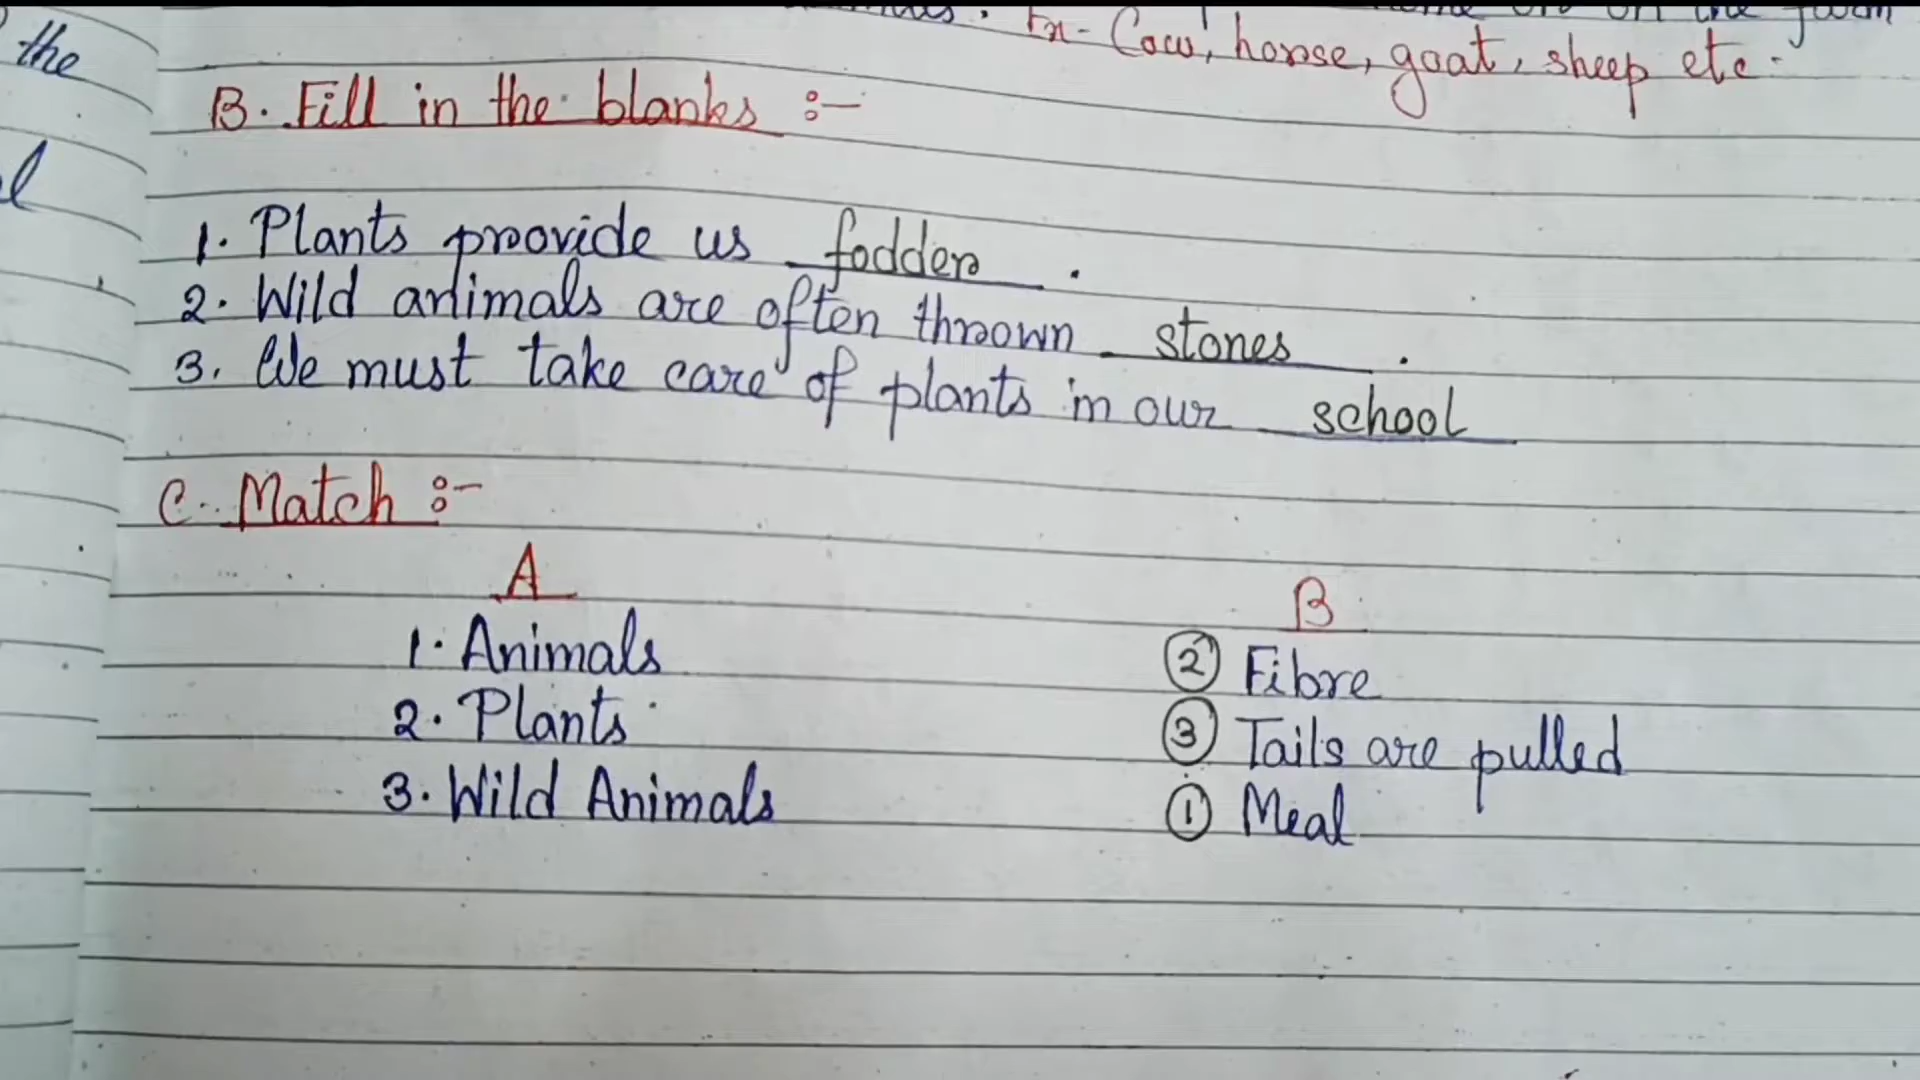 the
l
Ex- Cow, horse, goat, sheep etc.
B. Fill in the blanks :-
1. Plants provide us fodder .
2. Wild animals are often thrown stones .
3. We must take care of plants in our school
C. Match :-
A B
1. Animals ② Fibre
2. Plants ③ Tails are pulled
3. Wild Animals ① Meal